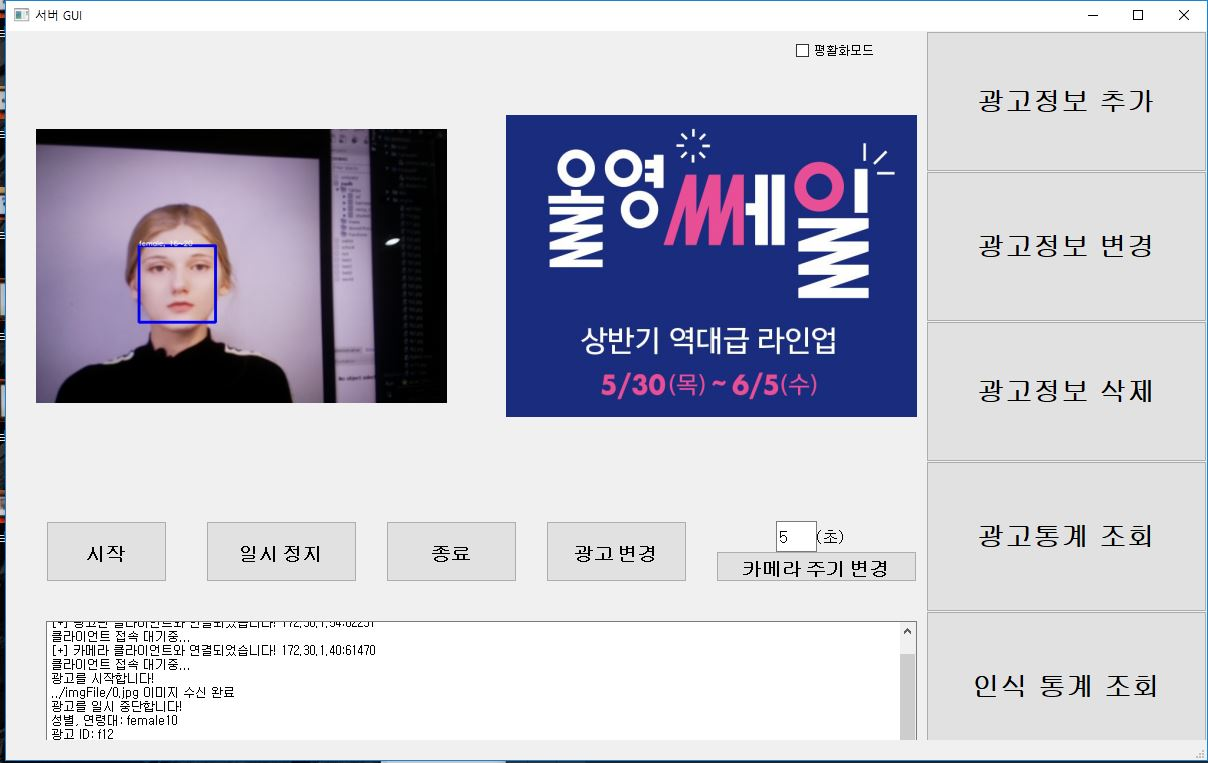 서버 GUI
평활화모드
female, 16~20
올영쎄일
상반기 역대급 라인업
5/30(목) ~ 6/5(수)
광고정보 추가
광고정보 변경
광고정보 삭제
광고통계 조회
인식 통계 조회
시작
일시 정지
종료
광고 변경
5 (초)
카메라 주기 변경
클라이언트 접속 대기중...
[+] 카메라 클라이언트와 연결되었습니다! 172.30.1.40:61470
클라이언트 접속 대기중...
광고를 시작합니다!
../imgFile/0.jpg 이미지 수신 완료
광고를 일시 중단합니다!
성별, 연령대: female10
광고 ID: f12